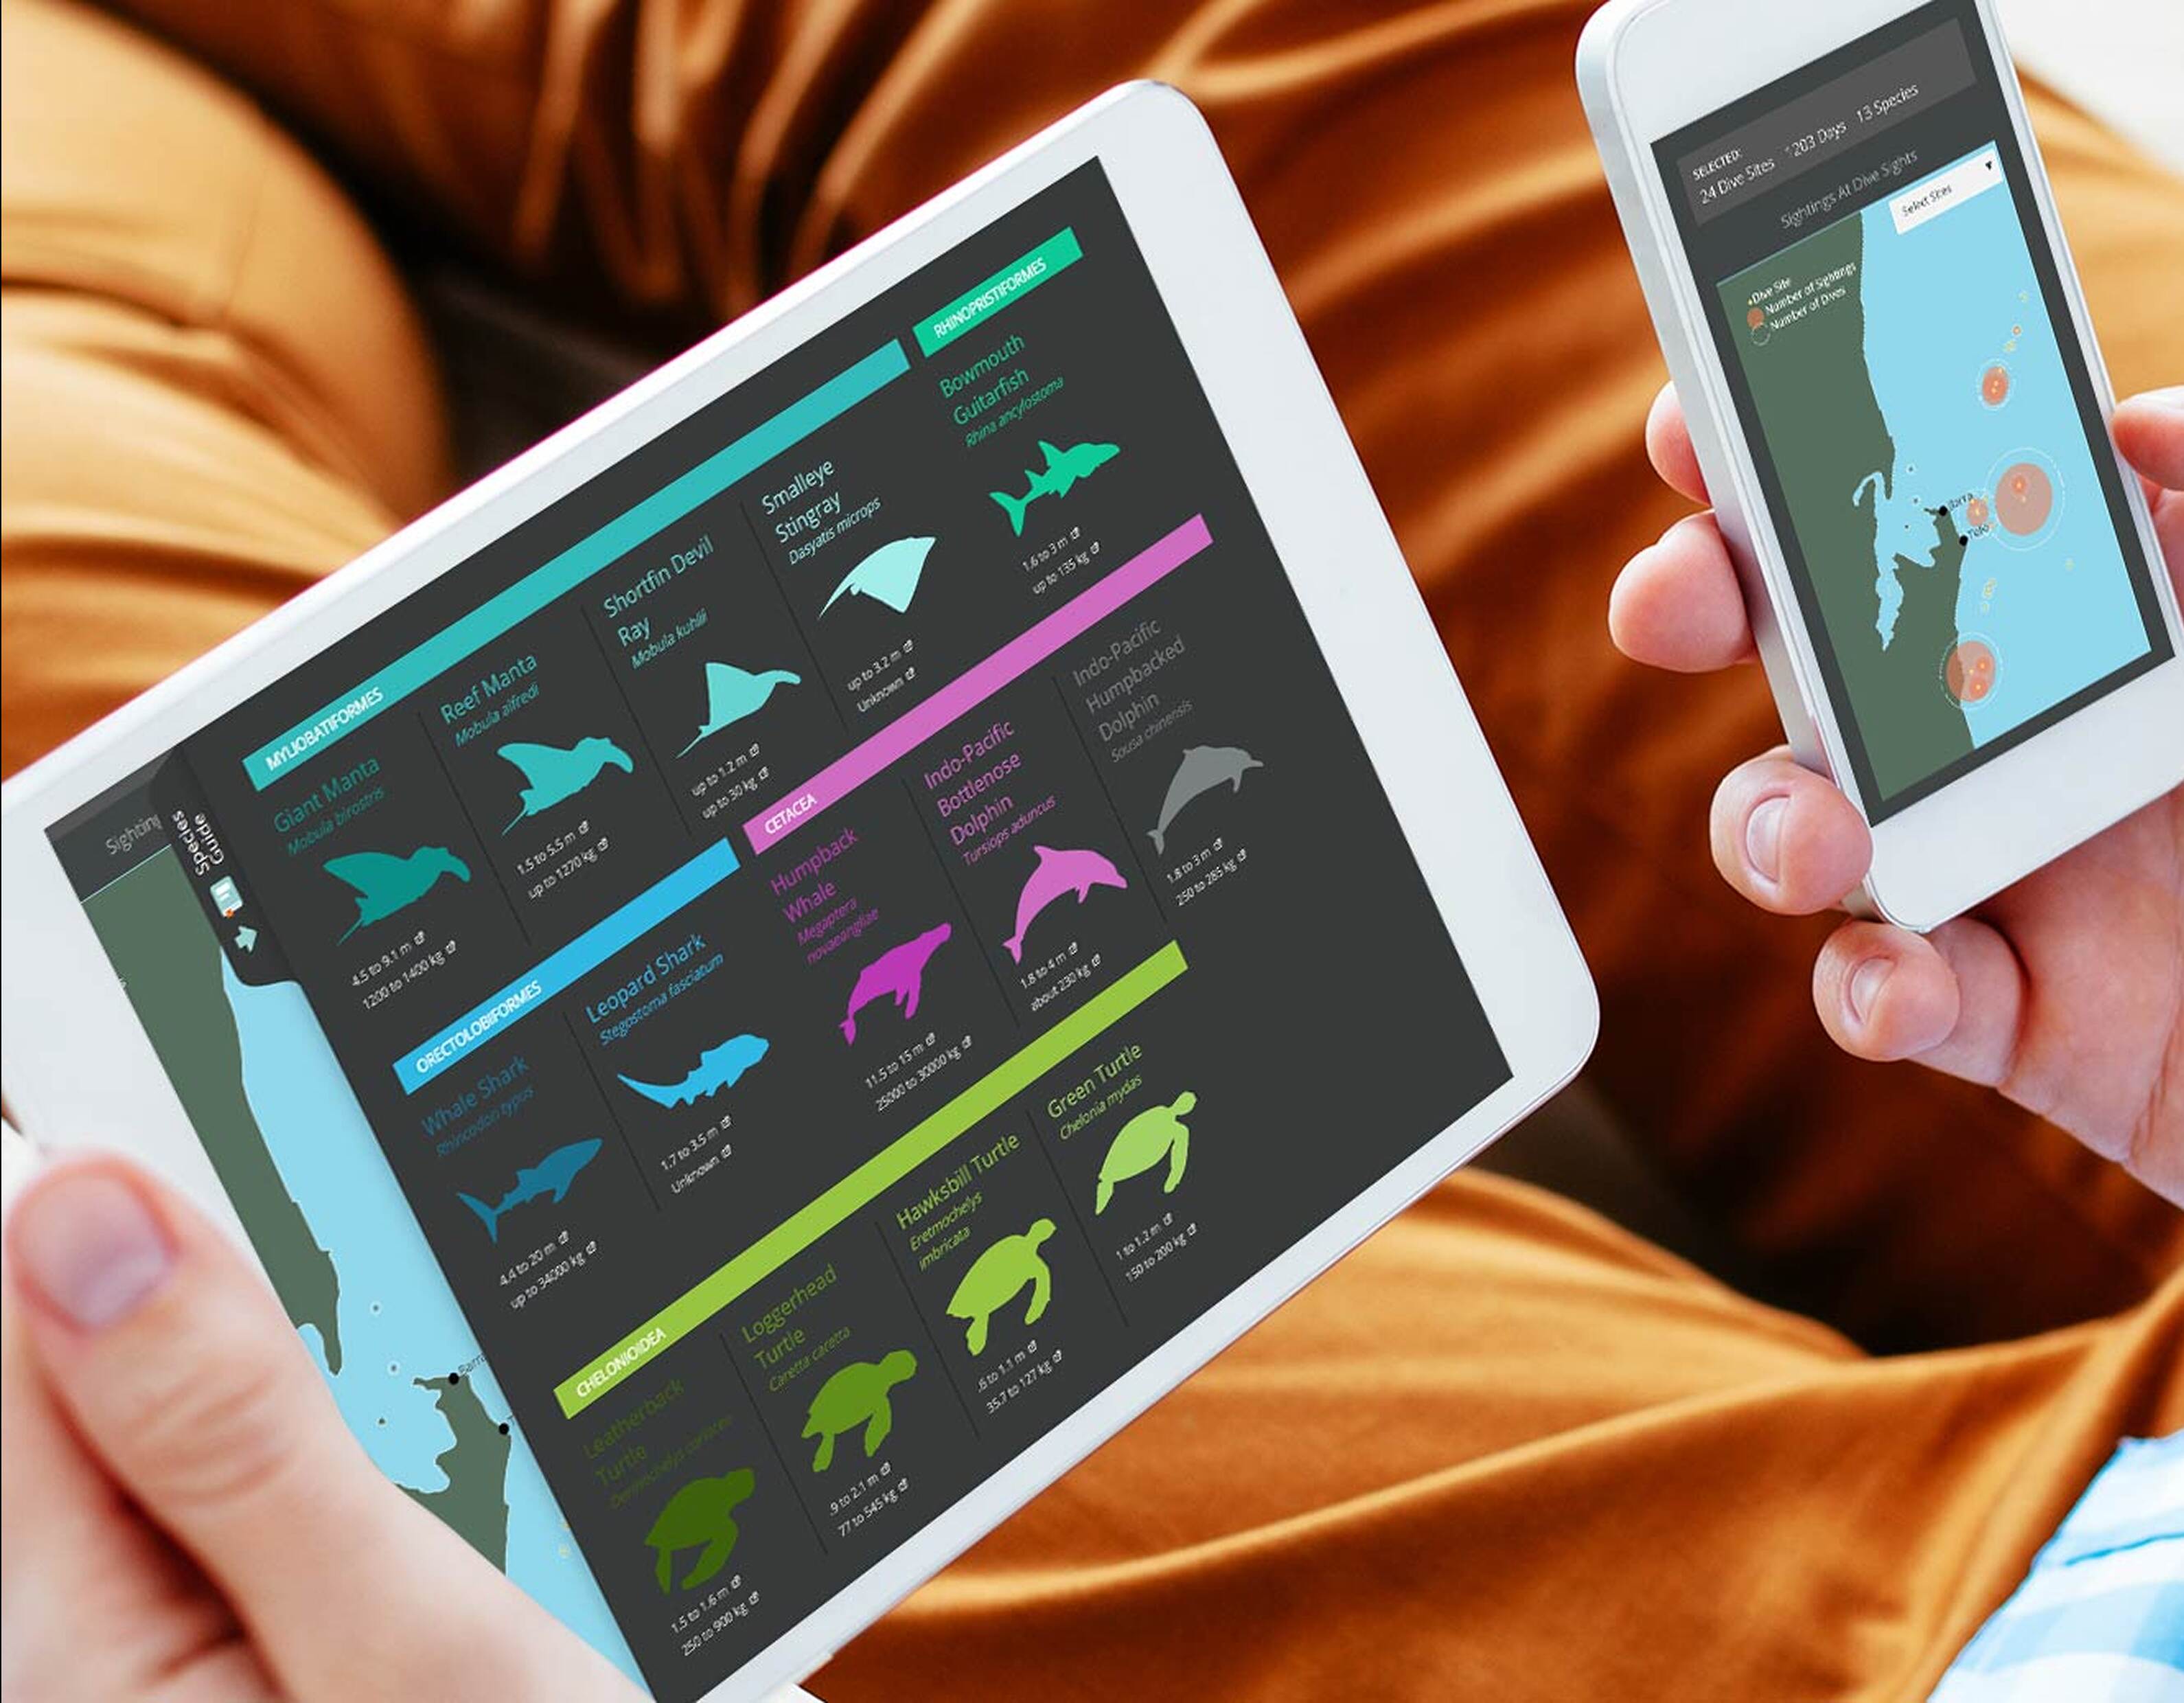 Sighting
Species
Guide
MYLIOBATIFORMES
Giant Manta
Mobula birostris
4.5 to 9.1 m
1200 to 1400 kg
Reef Manta
Mobula alfredi
1.5 to 5.5 m
up to 1270 kg
Shortfin Devil
Ray
Mobula kuhlii
up to 1.2 m
up to 30 kg
Smalleye
Stingray
Dasyatis microps
up to 3.2 m
Unknown
RHINOPRISTIFORMES
Bowmouth
Guitarfish
Rhina ancylostoma
1.6 to 3 m
up to 135 kg
ORECTOLOBIFORMES
Whale Shark
Rhincodon typus
4.4 to 20 m
up to 34000 kg
Leopard Shark
Stegostoma fasciatum
1.7 to 3.5 m
Unknown
CETACEA
Humpback
Whale
Megaptera
novaeangliae
11.5 to 15 m
25000 to 30000 kg
Indo-Pacific
Bottlenose
Dolphin
Tursiops aduncus
1.8 to 4 m
about 230 kg
Indo-Pacific
Humpbacked
Dolphin
Sousa chinensis
1.8 to 3 m
250 to 285 kg
CHELONIOIDEA
Leatherback
Turtle
Dermochelys coriacea
1.5 to 1.6 m
250 to 900 kg
Loggerhead
Turtle
Caretta caretta
.9 to 2.1 m
77 to 545 kg
Hawksbill Turtle
Eretmochelys
imbricata
.6 to 1.1 m
35.7 to 127 kg
Green Turtle
Chelonia mydas
1 to 1.2 m
150 to 200 kg
SELECTED:
24 Dive Sites 1203 Days 13 Species
Sightings At Dive Sights
Select Sites
Dive Site
Number of Sightings
Number of Dives
Barra
Tofo